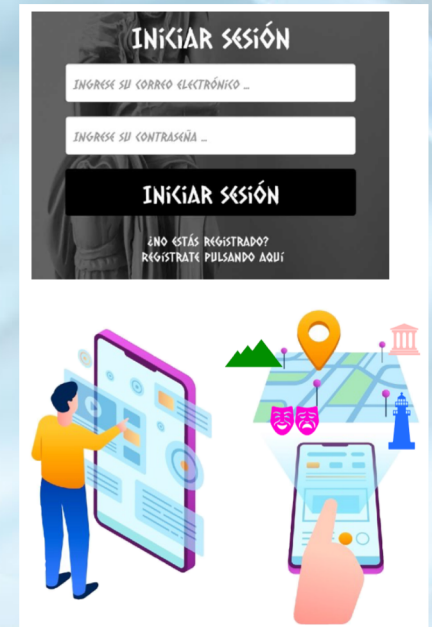 INICIAR SESIÓN
INGRESE SU CORREO ELECTRÓNICO ...
INGRESE SU CONTRASEÑA ...
INICIAR SESIÓN
¿NO ESTÁS REGISTRADO?
REGÍSTRATE PULSANDO AQUÍ